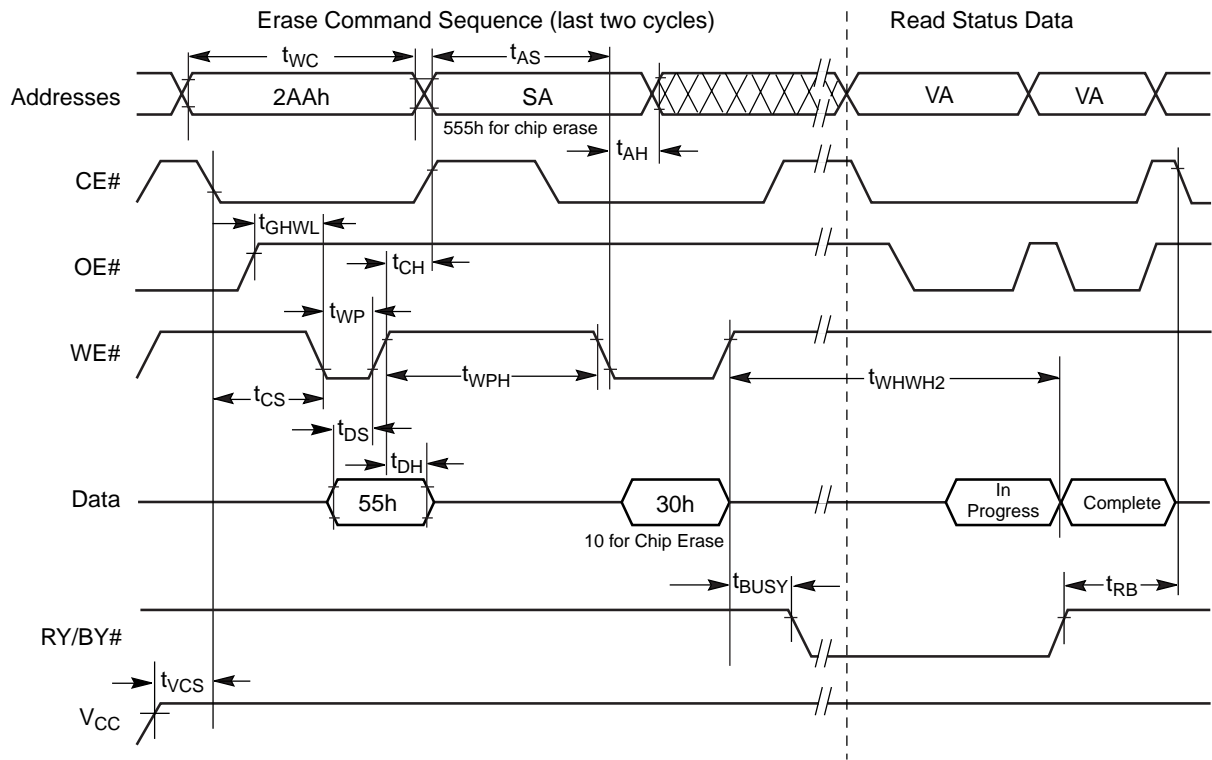 Erase Command Sequence (last two cycles)
Read Status Data
tWC
tAS
Addresses
2AAh
SA
VA
VA
555h for chip erase
tAH
CE#
tGHWL
OE#
tCH
tWP
WE#
tWPH
tWHWH2
tCS
tDS
tDH
Data
55h
30h
In
Progress
Complete
10 for Chip Erase
tBUSY
tRB
RY/BY#
tVCS
VCC